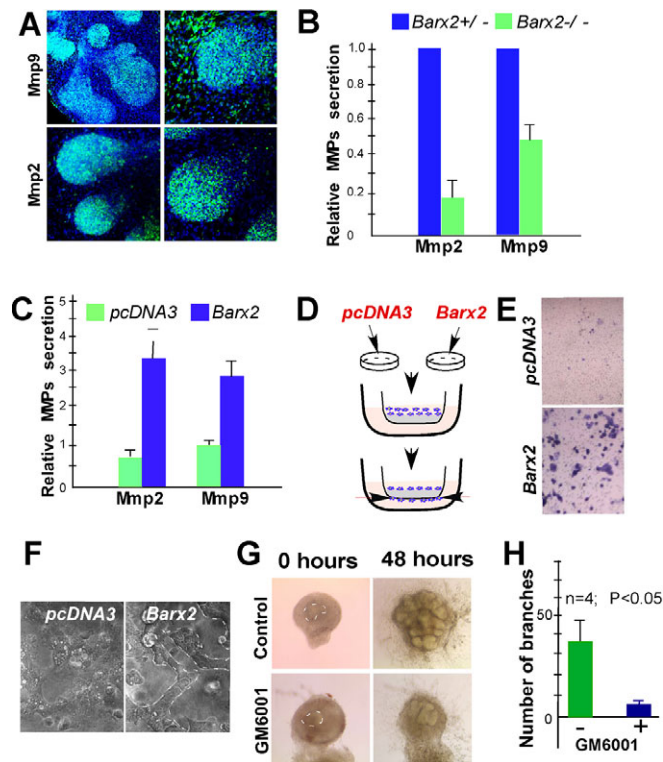 A
Mmp9
Mmp2
B
Barx2+/ - Barx2-/ -
Relative MMPs secretion
1.0
0.8
0.6
0.4
0.2
0
Mmp2 Mmp9
C
pcDNA3 Barx2
Relative MMPs secretion
5
4
3
2
1
0
Mmp2 Mmp9
D
pcDNA3 Barx2
E
pcDNA3
Barx2
F
pcDNA3 Barx2
G
0 hours 48 hours
Control
GM6001
H
n=4; P<0.05
Number of branches
50
0
- +
GM6001